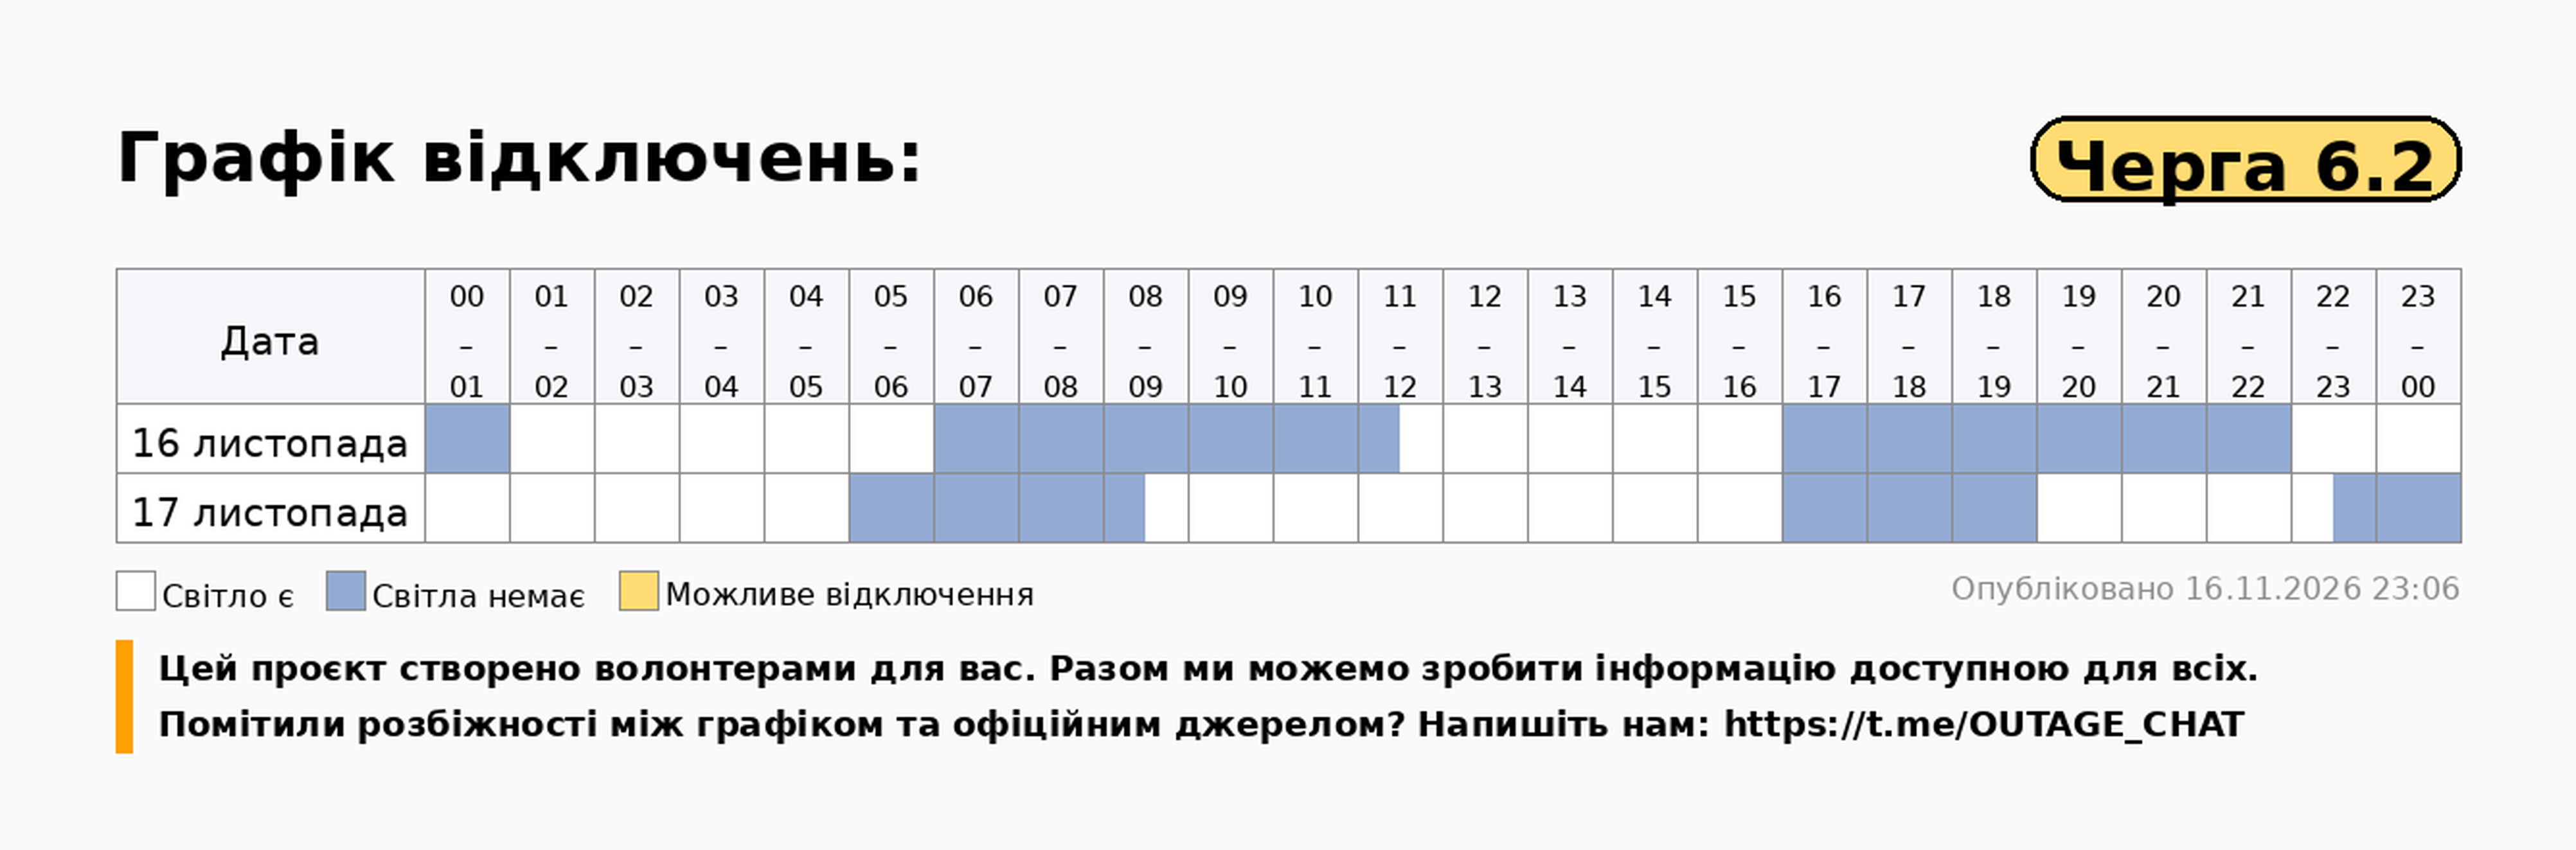 Графік відключень:
Черга 6.2
Дата
00 – 01
01 – 02
02 – 03
03 – 04
04 – 05
05 – 06
06 – 07
07 – 08
08 – 09
09 – 10
10 – 11
11 – 12
12 – 13
13 – 14
14 – 15
15 – 16
16 – 17
17 – 18
18 – 19
19 – 20
20 – 21
21 – 22
22 – 23
23 – 00
16 листопада
17 листопада
Світло є
Світла немає
Можливе відключення
Опубліковано 16.11.2026 23:06
Цей проєкт створено волонтерами для вас. Разом ми можемо зробити інформацію доступною для всіх.
Помітили розбіжності між графіком та офіційним джерелом? Напишіть нам: https://t.me/OUTAGE_CHAT